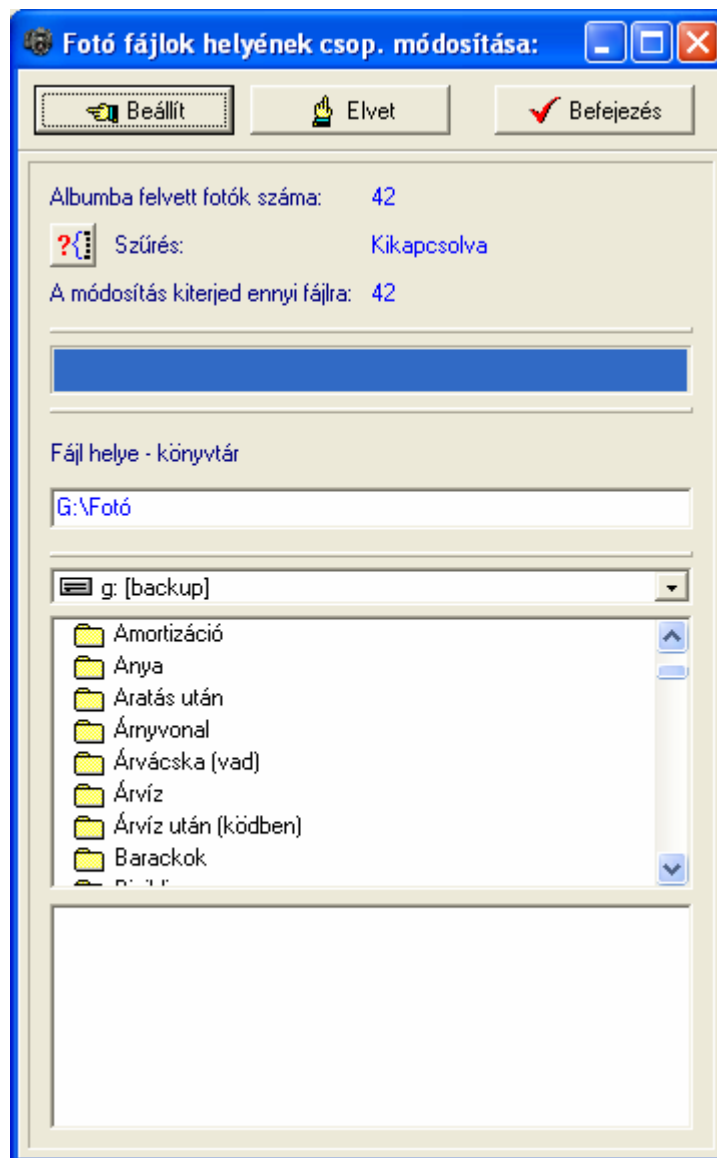 Fotó fájlok helyének csop. módosítása:
Beállít Elvet Befejezés
Albumba felvett fotók száma: 42
?{ Szűrés: Kikapcsolva
A módosítás kiterjed ennyi fájlra: 42
Fájl helye - könyvtár
G:\Fotó
g: [backup]
Amortizáció
Anya
Aratás után
Árnyvonal
Árvácska (vad)
Árvíz
Árvíz után (ködben)
Barackok